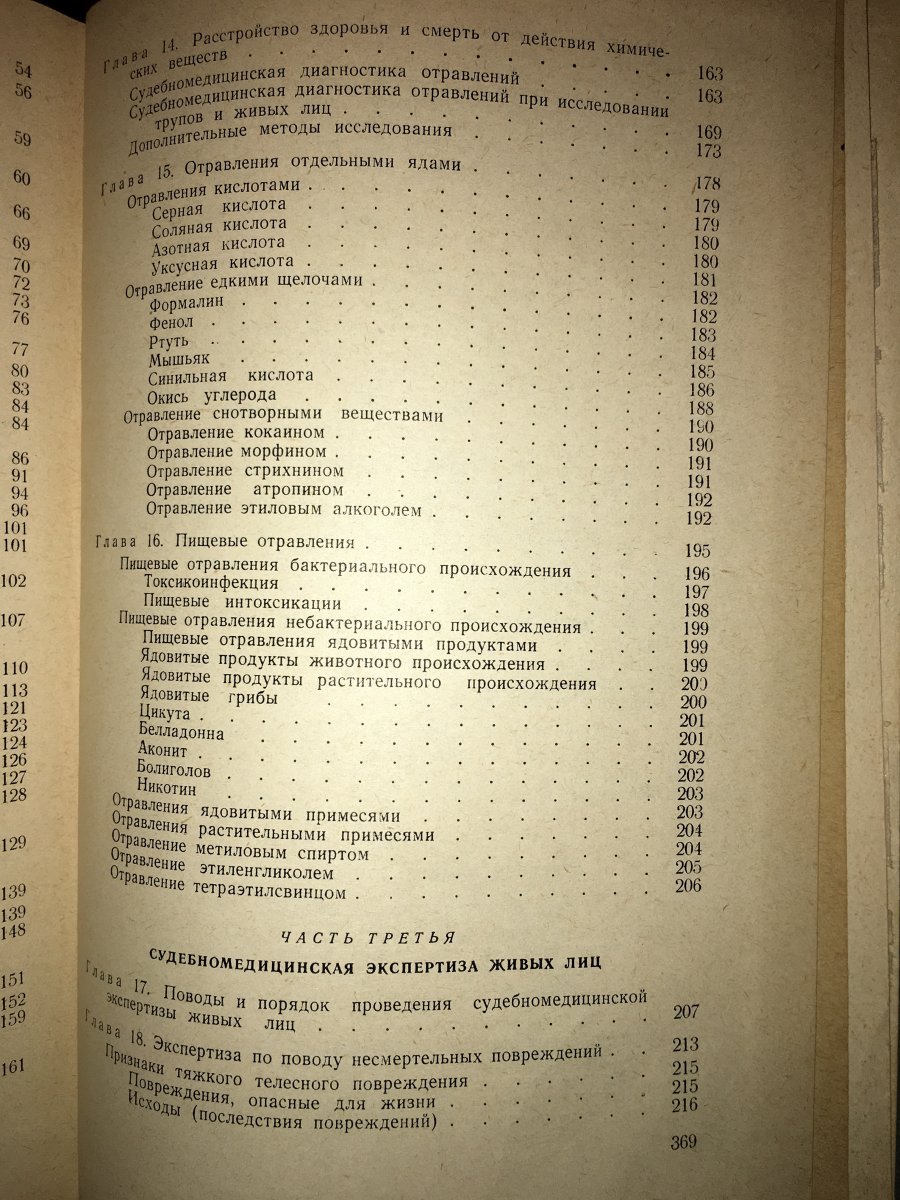 54
56
59
60
66
69
70
72
73
76
77
80
83
84
84
86
91
94
96
101
101
102
107
110
113
121
123
124
126
127
128
129
139
139
148
151
152
159
161
Глава 14. Расстройство здоровья и смерть от действия химиче-
ских веществ . . . . . . . . . . . . 163
Судебномедицинская диагностика отравлений . . . . . 163
Судебномедицинская диагностика отравлений при исследовании
трупов и живых лиц . . . . . . . . . . 169
Дополнительные методы исследования . . . . . . . 173
Глава 15. Отравления отдельными ядами . . . . . . . 178
Отравления кислотами . . . . . . . . . . . 179
Серная кислота . . . . . . . . . . . 179
Соляная кислота . . . . . . . . . . . 180
Азотная кислота . . . . . . . . . . . 180
Уксусная кислота . . . . . . . . . . . 181
Отравление едкими щелочами . . . . . . . . . 182
Формалин . . . . . . . . . . . . . 182
Фенол . . . . . . . . . . . . . . 183
Ртуть . . . . . . . . . . . . . . 184
Мышьяк . . . . . . . . . . . . . 185
Синильная кислота . . . . . . . . . . 186
Окись углерода . . . . . . . . . . . 188
Отравление снотворными веществами . . . . . . . 190
Отравление кокаином . . . . . . . . . . 190
Отравление морфином . . . . . . . . . . 191
Отравление стрихнином . . . . . . . . . 191
Отравление атропином . . . . . . . . . 192
Отравление этиловым алкоголем . . . . . . . 192
Глава 16. Пищевые отравления . . . . . . . . . 195
Пищевые отравления бактериального происхождения . . . 196
Токсикоинфекция . . . . . . . . . . . 197
Пищевые интоксикации . . . . . . . . . 198
Пищевые отравления небактериального происхождения . . . 199
Пищевые отравления ядовитыми продуктами . . . . 199
Ядовитые продукты животного происхождения . . . . 199
Ядовитые продукты растительного происхождения . . 200
Ядовитые грибы . . . . . . . . . . . 200
Цикута . . . . . . . . . . . . . . 201
Белладонна . . . . . . . . . . . . . 201
Аконит . . . . . . . . . . . . . . 202
Болиголов . . . . . . . . . . . . . 202
Никотин . . . . . . . . . . . . . 203
Отравления ядовитыми примесями . . . . . . . . 203
Отравления растительными примесями . . . . . . . 204
Отравление метиловым спиртом . . . . . . . . . 204
Отравление этиленгликолем . . . . . . . . . . 205
Отравление тетраэтилсвинцом . . . . . . . . . 206
ЧАСТЬ ТРЕТЬЯ
СУДЕБНОМЕДИЦИНСКАЯ ЭКСПЕРТИЗА ЖИВЫХ ЛИЦ
Глава 17. Поводы и порядок проведения судебномедицинской
экспертизы живых лиц . . . . . . . . . . 207
Глава 18. Экспертиза по поводу несмертельных повреждений . . 213
Признаки тяжкого телесного повреждения . . . . . . 215
Повреждения, опасные для жизни . . . . . . . 215
Исходы (последствия повреждений) . . . . . . 216
369